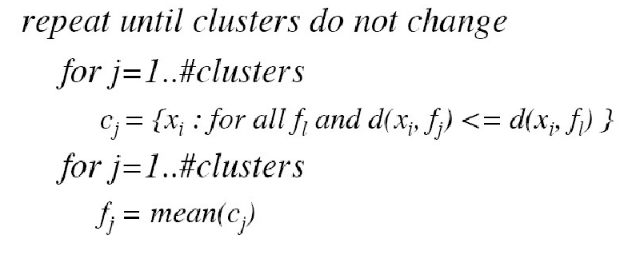 repeat until clusters do not change
for j=1..#clusters
c_j = {x_i : for all f_l and d(x_i, f_j) <= d(x_i, f_l) }
for j=1..#clusters
f_j = mean(c_j)